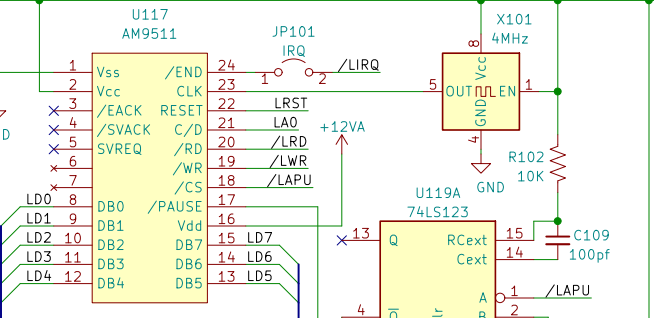 U117
AM9511
1 Vss /END 24
2 Vcc CLK 23
3 /EACK RESET 22 LRST
4 /SVACK C/D 21 LA0
5 SVREQ /RD 20 /LRD
6 /WR 19 /LWR
7 /CS 18 /LAPU
LD0 8 DB0 /PAUSE 17
LD1 9 DB1 Vdd 16
LD2 10 DB2 DB7 15 LD7
LD3 11 DB3 DB6 14 LD6
LD4 12 DB4 DB5 13 LD5
D
JP101
IRQ
1 2 /LIRQ
+12VA
X101
4MHz
8
Vcc
5 OUT EN 1
GND
4
GND
R102
10K
U119A
74LS123
13 Q RCext 15
Cext 14
C109
100pf
A 1 /LAPU
4 Q lr B 2